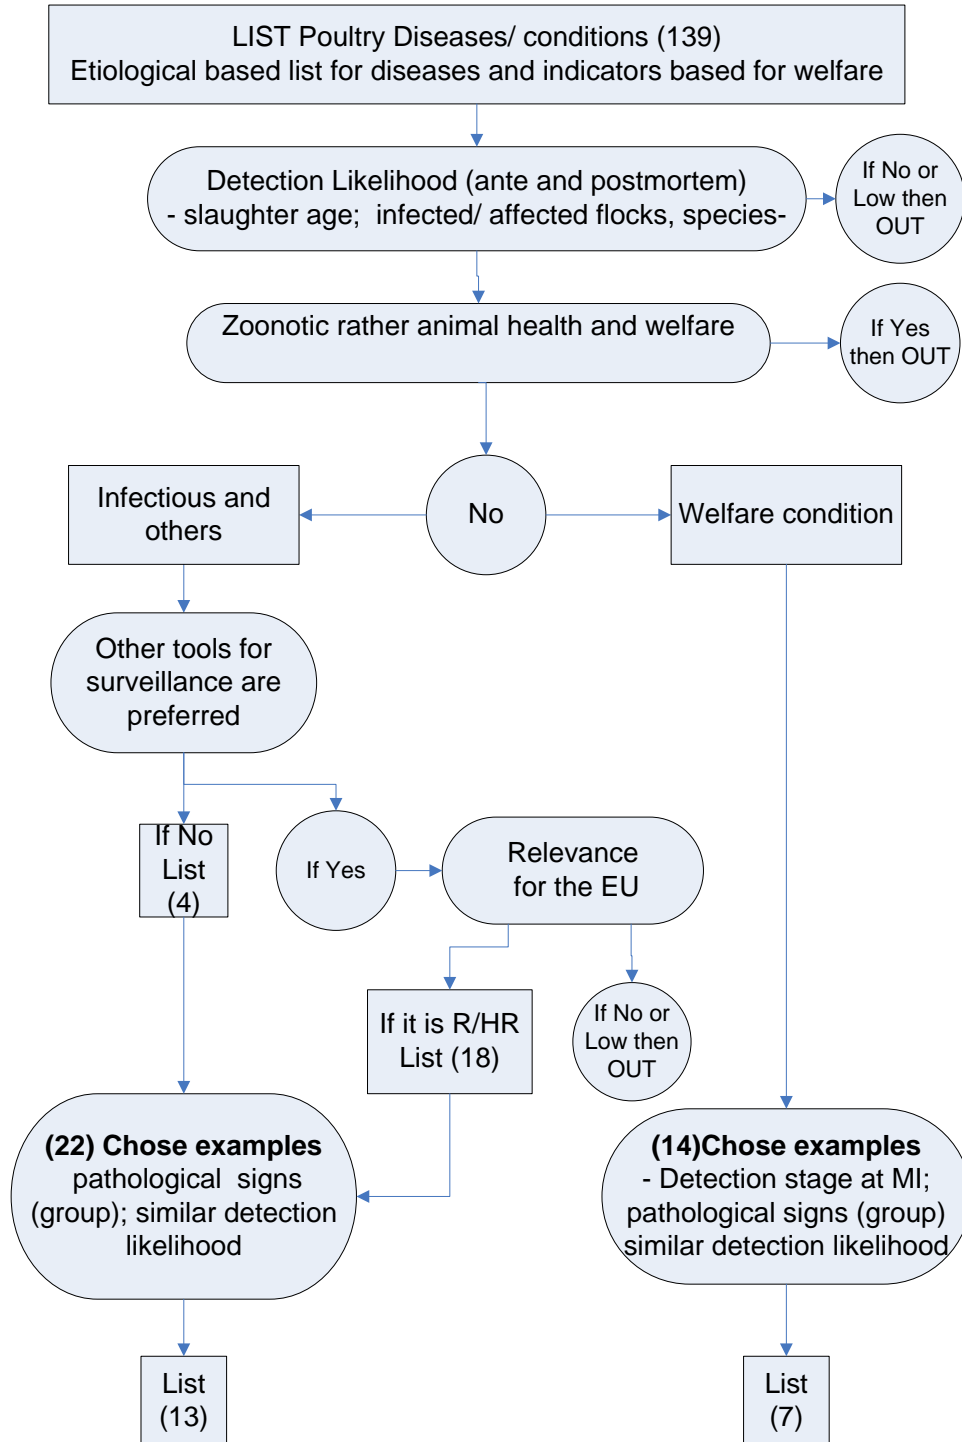 LIST Poultry Diseases/ conditions (139)
Etiological based list for diseases and indicators based for welfare
Detection Likelihood (ante and postmortem)
- slaughter age;  infected/ affected flocks, species-
If No or
Low then
OUT
Zoonotic rather animal health and welfare
If Yes
then OUT
No
Infectious and
others
Welfare condition
Other tools for
surveillance are
preferred
If No
List
(4)
If Yes
Relevance
for the EU
If it is R/HR
List (18)
If No or
Low then
OUT
(22) Chose examples
pathological  signs
(group); similar detection
likelihood
(14)Chose examples
- Detection stage at MI;
pathological signs (group)
similar detection likelihood
List
(13)
List
(7)